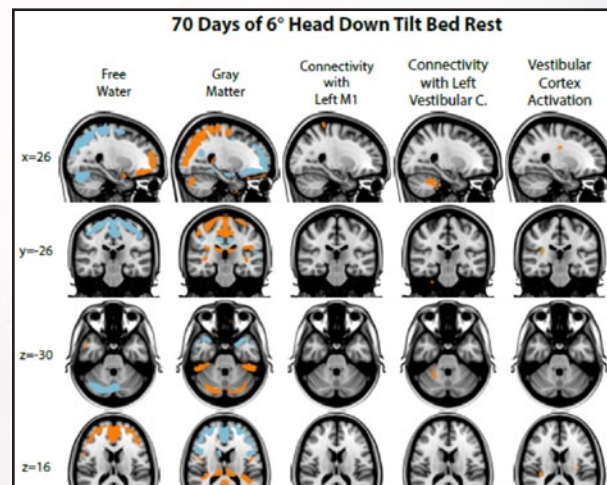 70 Days of 6° Head Down Tilt Bed Rest
Free
Water
Gray
Matter
Connectivity
with
Left M1
Connectivity
with Left
Vestibular C.
Vestibular
Cortex
Activation
x=26
y=-26
z=-30
z=16